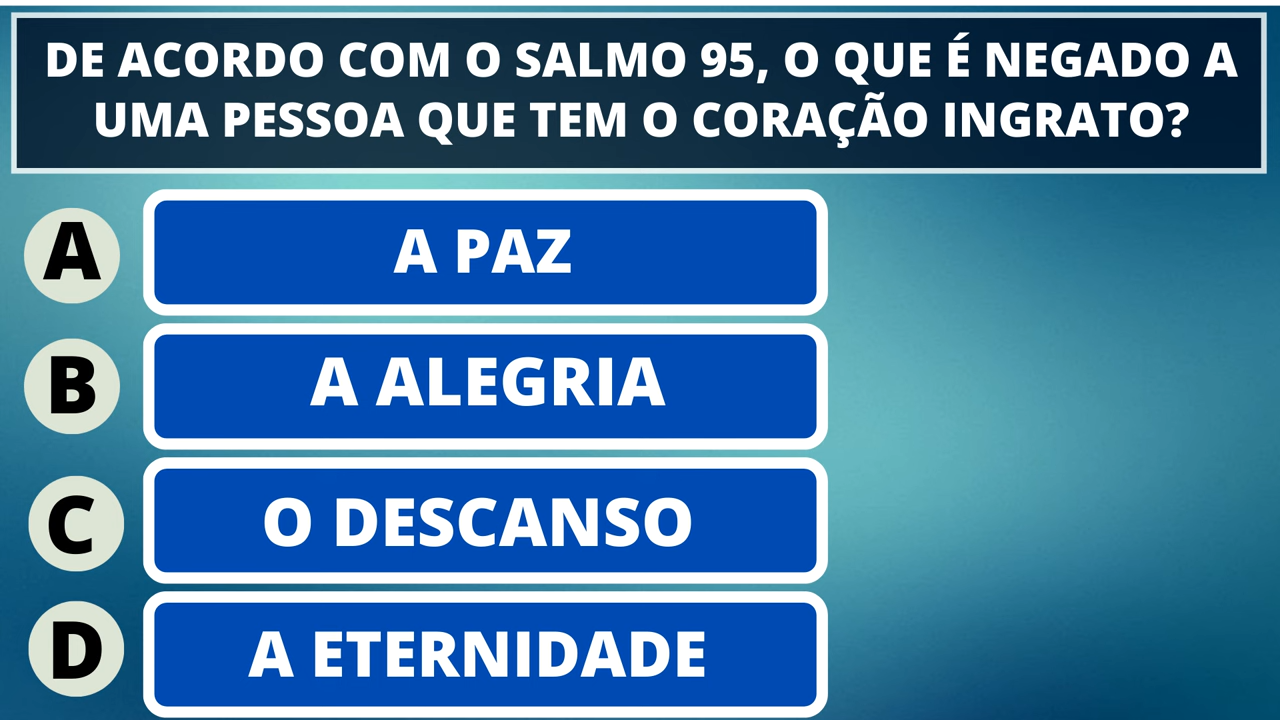 DE ACORDO COM O SALMO 95, O QUE É NEGADO A
UMA PESSOA QUE TEM O CORAÇÃO INGRATO?
A A PAZ
B A ALEGRIA
C O DESCANSO
D A ETERNIDADE